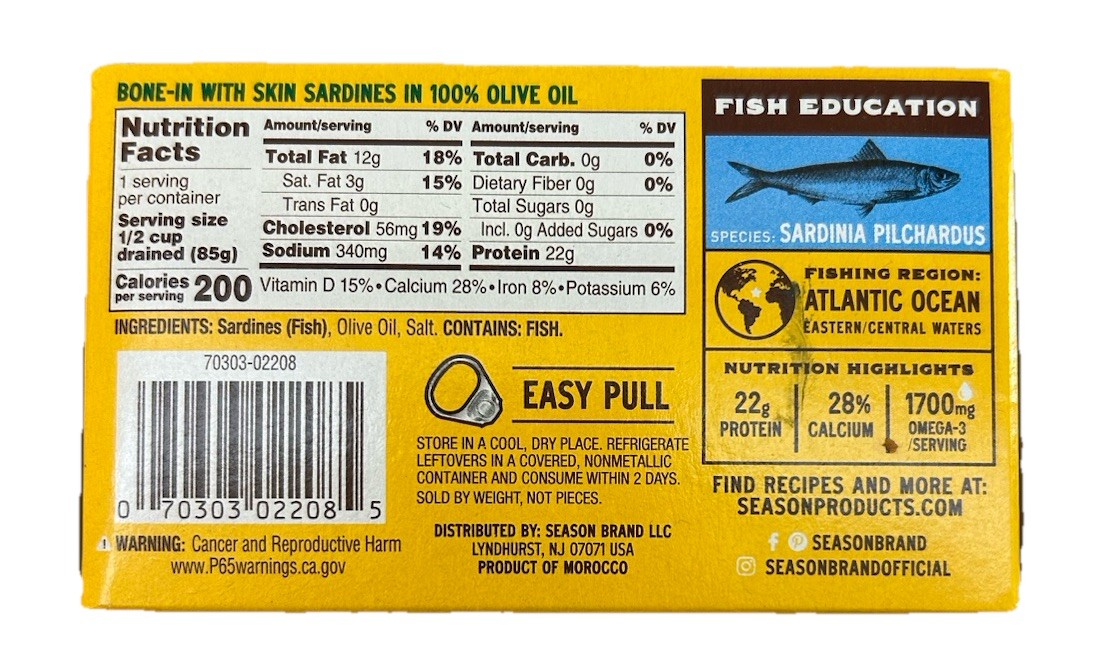 BONE-IN WITH SKIN SARDINES IN 100% OLIVE OIL
Nutrition
Facts
1 serving
per container
Serving size
1/2 cup
drained (85g)
Calories
per serving 200
Amount/serving % DV
Total Fat 12g 18%
Sat. Fat 3g 15%
Trans Fat 0g
Cholesterol 56mg 19%
Sodium 340mg 14%
Amount/serving % DV
Total Carb. 0g 0%
Dietary Fiber 0g 0%
Total Sugars 0g
Incl. 0g Added Sugars 0%
Protein 22g
Vitamin D 15%•Calcium 28%•Iron 8%•Potassium 6%
INGREDIENTS: Sardines (Fish), Olive Oil, Salt. CONTAINS: FISH.
70303-02208
0 70303 02208 5
! WARNING: Cancer and Reproductive Harm
www.P65warnings.ca.gov
EASY PULL
STORE IN A COOL, DRY PLACE. REFRIGERATE
LEFTOVERS IN A COVERED, NONMETALLIC
CONTAINER AND CONSUME WITHIN 2 DAYS.
SOLD BY WEIGHT, NOT PIECES.
DISTRIBUTED BY: SEASON BRAND LLC
LYNDHURST, NJ 07071 USA
PRODUCT OF MOROCCO
FISH EDUCATION
SPECIES: SARDINIA PILCHARDUS
FISHING REGION:
ATLANTIC OCEAN
EASTERN/CENTRAL WATERS
NUTRITION HIGHLIGHTS
22g
PROTEIN
28%
CALCIUM
1700mg
OMEGA-3
/SERVING
FIND RECIPES AND MORE AT:
SEASONPRODUCTS.COM
SEASONBRAND
SEASONBRANDOFFICIAL